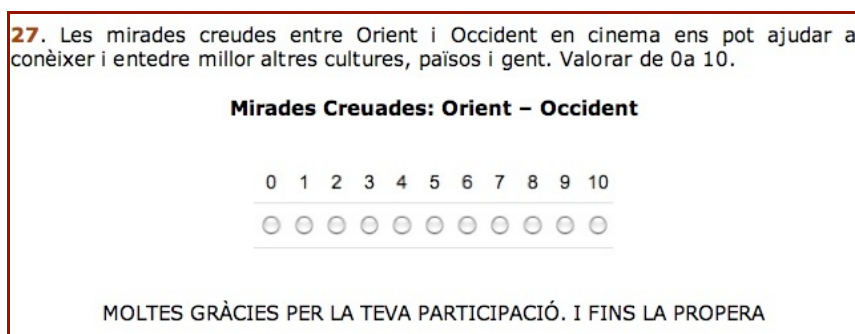 27. Les mirades creudes entre Orient i Occident en cinema ens pot ajudar a
conèixer i entedre millor altres cultures, països i gent. Valorar de 0a 10.
Mirades Creuades: Orient – Occident
0 1 2 3 4 5 6 7 8 9 10
MOLTES GRÀCIES PER LA TEVA PARTICIPACIÓ. I FINS LA PROPERA